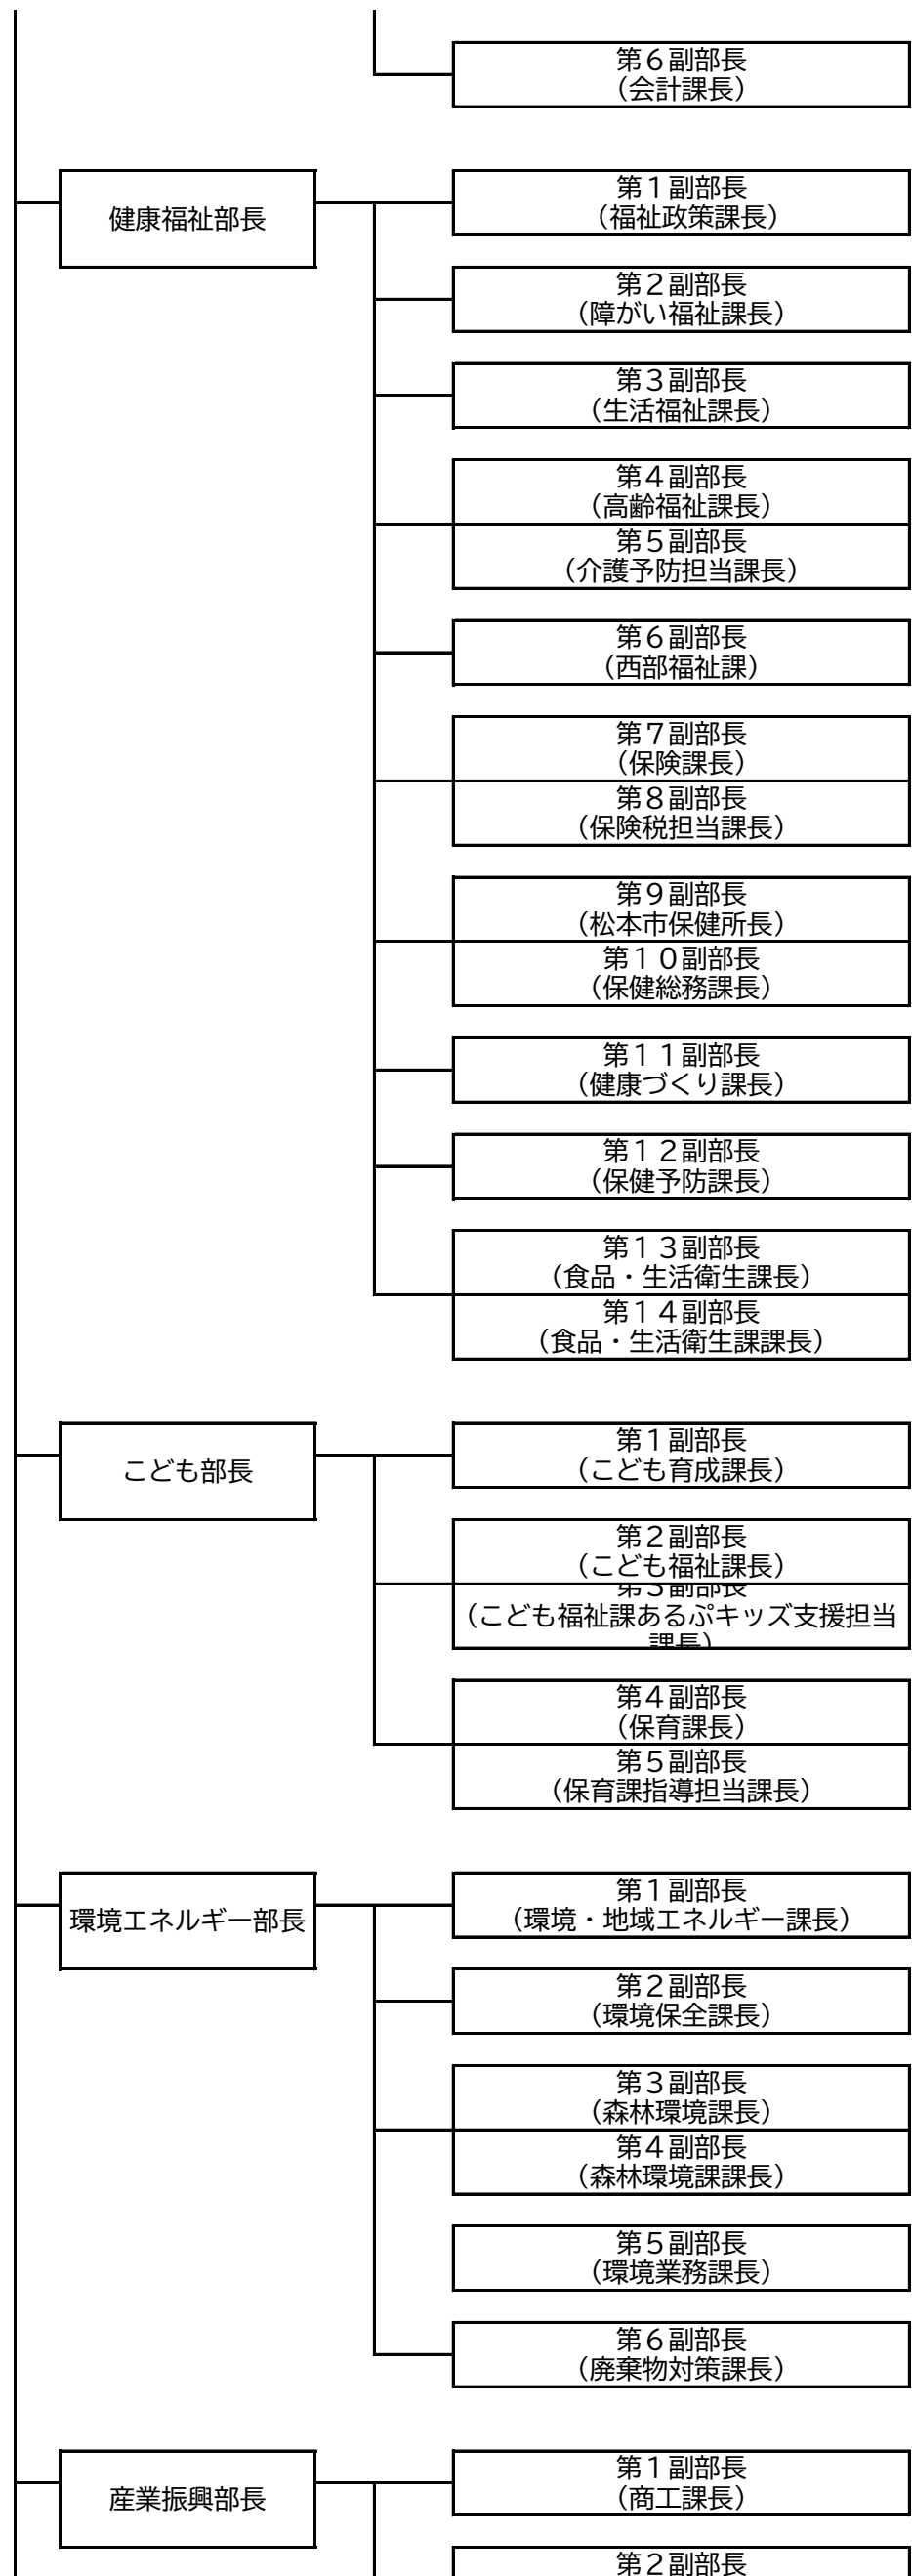 第６副部長
（会計課長）
健康福祉部長
第１副部長
（福祉政策課長）
第２副部長
（障がい福祉課長）
第３副部長
（生活福祉課長）
第４副部長
（高齢福祉課長）
第５副部長
（介護予防担当課長）
第６副部長
（西部福祉課）
第７副部長
（保険課長）
第８副部長
（保険税担当課長）
第９副部長
（松本市保健所長）
第１０副部長
（保健総務課長）
第１１副部長
（健康づくり課長）
第１２副部長
（保健予防課長）
第１３副部長
（食品・生活衛生課長）
第１４副部長
（食品・生活衛生課課長）
こども部長
第１副部長
（こども育成課長）
第２副部長
（こども福祉課長）
第３副部長
（こども福祉課あるぷキッズ支援担当
課長）
第４副部長
（保育課長）
第５副部長
（保育課指導担当課長）
環境エネルギー部長
第１副部長
（環境・地域エネルギー課長）
第２副部長
（環境保全課長）
第３副部長
（森林環境課長）
第４副部長
（森林環境課課長）
第５副部長
（環境業務課長）
第６副部長
（廃棄物対策課長）
産業振興部長
第１副部長
（商工課長）
第２副部長